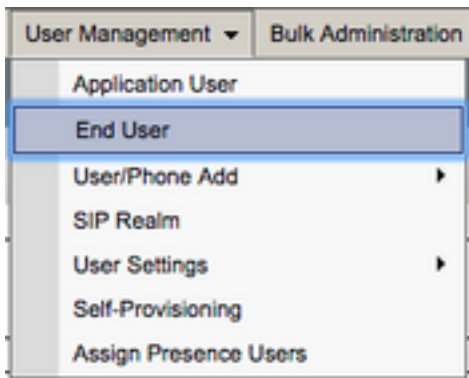 User Management Bulk Administration
Application User
End User
User/Phone Add
SIP Realm
User Settings
Self-Provisioning
Assign Presence Users